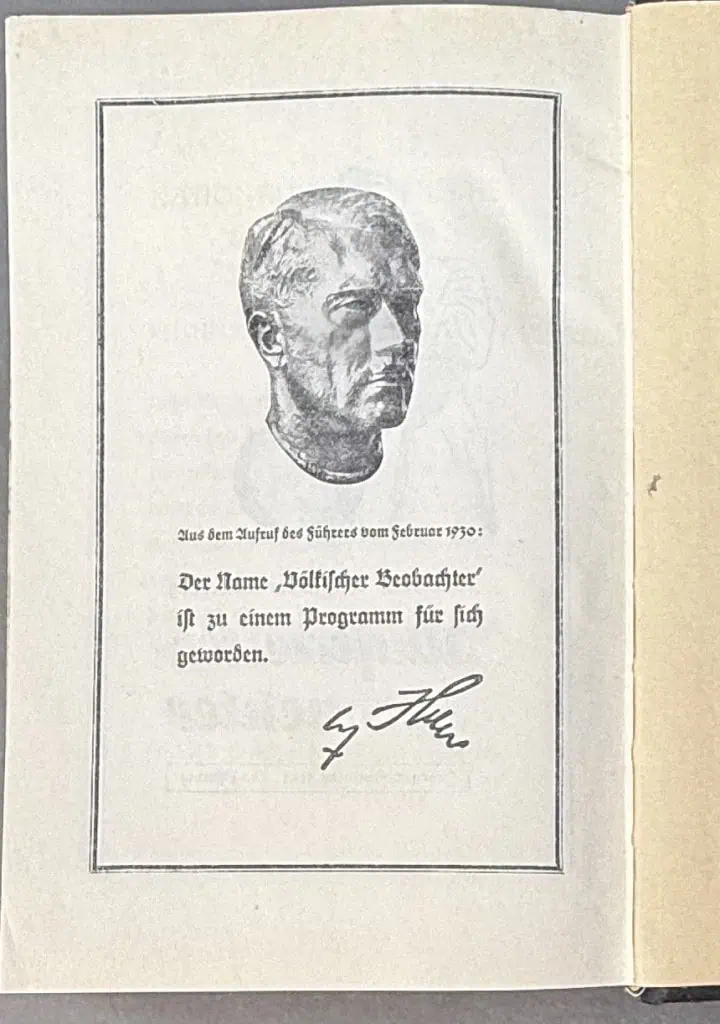 Aus dem Aufruf des Führers vom Februar 1930:
Der Name ‚Völkischer Beobachter‘
ist zu einem Programm für sich
geworden.